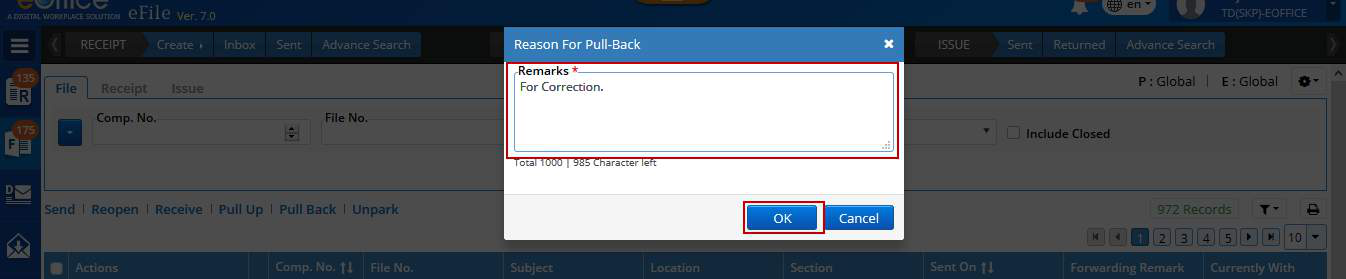 eOffice
A DIGITAL WORKPLACE SOLUTION
eFile Ver. 7.0
en
TD(SKP)-EOFFICE
RECEIPT Create Inbox Sent Advance Search
ISSUE Sent Returned Advance Search
Reason For Pull-Back
Remarks *
For Correction.
Total 1000 | 985 Character left
OK Cancel
135
R
175
F
D
File Receipt Issue
P : Global | E : Global
Comp. No. File No.
Include Closed
Send | Reopen | Receive | Pull Up | Pull Back | Unpark
972 Records
1 2 3 4 5 10
Actions Comp. No. File No. Subject Location Section Sent On Forwarding Remark Currently With